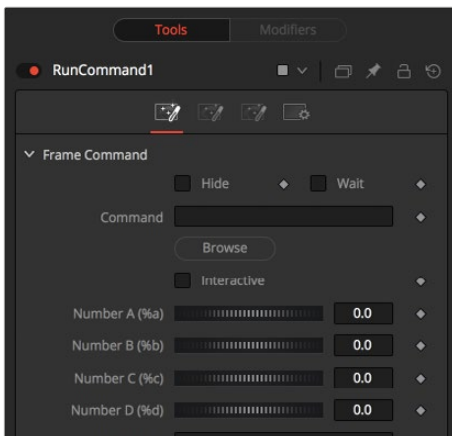 Tools Modifiers
RunCommand1
Frame Command
Hide Wait
Command
Browse
Interactive
Number A (%a) 0.0
Number B (%b) 0.0
Number C (%c) 0.0
Number D (%d) 0.0